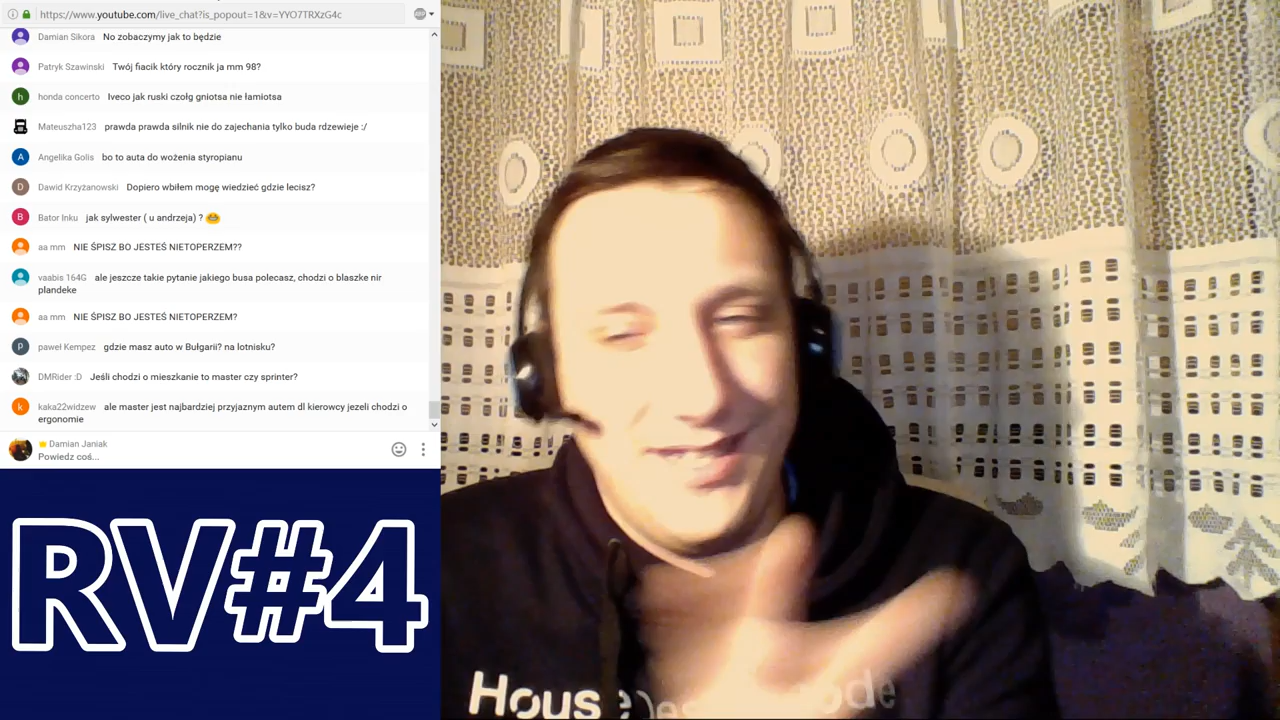 https://www.youtube.com/live_chat?is_popout=1&v=YYO7TRXzG4c
Damian Sikora No zobaczymy jak to będzie
Patryk Szawinski Twój fiacik który rocznik ja mm 98?
honda concerto Iveco jak ruski czołg gniotsa nie łamiotsa
Mateuszha123 prawda prawda silnik nie do zajechania tylko buda rdzewieje :/
Angelika Golis bo to auta do wożenia styropianu
Dawid Krzyżanowski Dopiero wbiłem mogę wiedzieć gdzie lecisz?
Bator Inku jak sylwester ( u andrzeja) ? 😂
aa mm NIE ŚPISZ BO JESTEŚ NIETOPERZEM??
vaabis 164G ale jeszcze takie pytanie jakiego busa polecasz, chodzi o blaszke nir
plandeke
aa mm NIE ŚPISZ BO JESTEŚ NIETOPERZEM?
paweł Kempez gdzie masz auto w Bułgarii? na lotnisku?
DMRider :D Jeśli chodzi o mieszkanie to master czy sprinter?
kaka22widzew ale master jest najbardziej przyjaznym autem dl kierowcy jezeli chodzi o
ergonomie
Damian Janiak
Powiedz coś...
RV#4
House